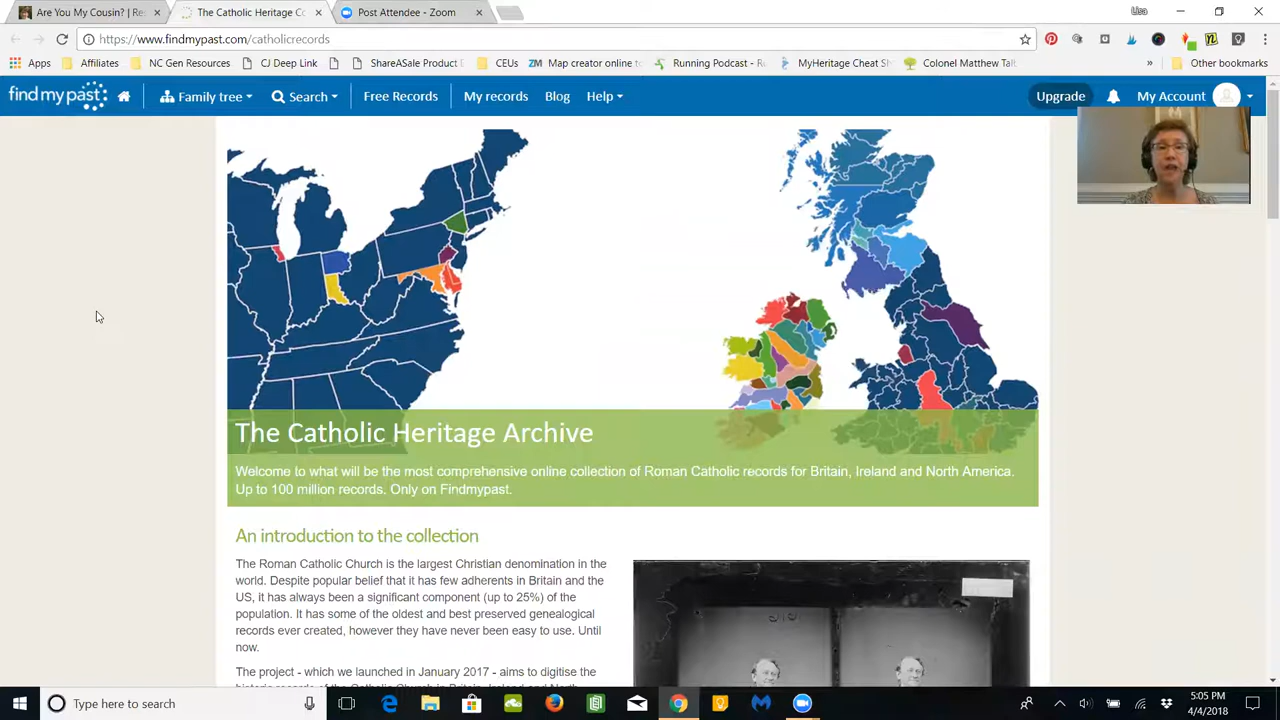 Are You My Cousin? | Re
The Catholic Heritage Co
Post Attendee - Zoom
Lisa
https://www.findmypast.com/catholicrecords
Apps
Affiliates
NC Gen Resources
CJ Deep Link
ShareASale Product E
CEUs
Map creator online to
Running Podcast - Ru
MyHeritage Cheat Sh
Colonel Matthew Talb
»
Other bookmarks
findmypast
Family tree
Search
Free Records
My records
Blog
Help
Upgrade
My Account
The Catholic Heritage Archive
Welcome to what will be the most comprehensive online collection of Roman Catholic records for Britain, Ireland and North America.
Up to 100 million records. Only on Findmypast.
An introduction to the collection
The Roman Catholic Church is the largest Christian denomination in the
world. Despite popular belief that it has few adherents in Britain and the
US, it has always been a significant component (up to 25%) of the
population. It has some of the oldest and best preserved genealogical
records ever created, however they have never been easy to use. Until
now.
The project - which we launched in January 2017 - aims to digitise the
Type here to search
5:05 PM
4/4/2018